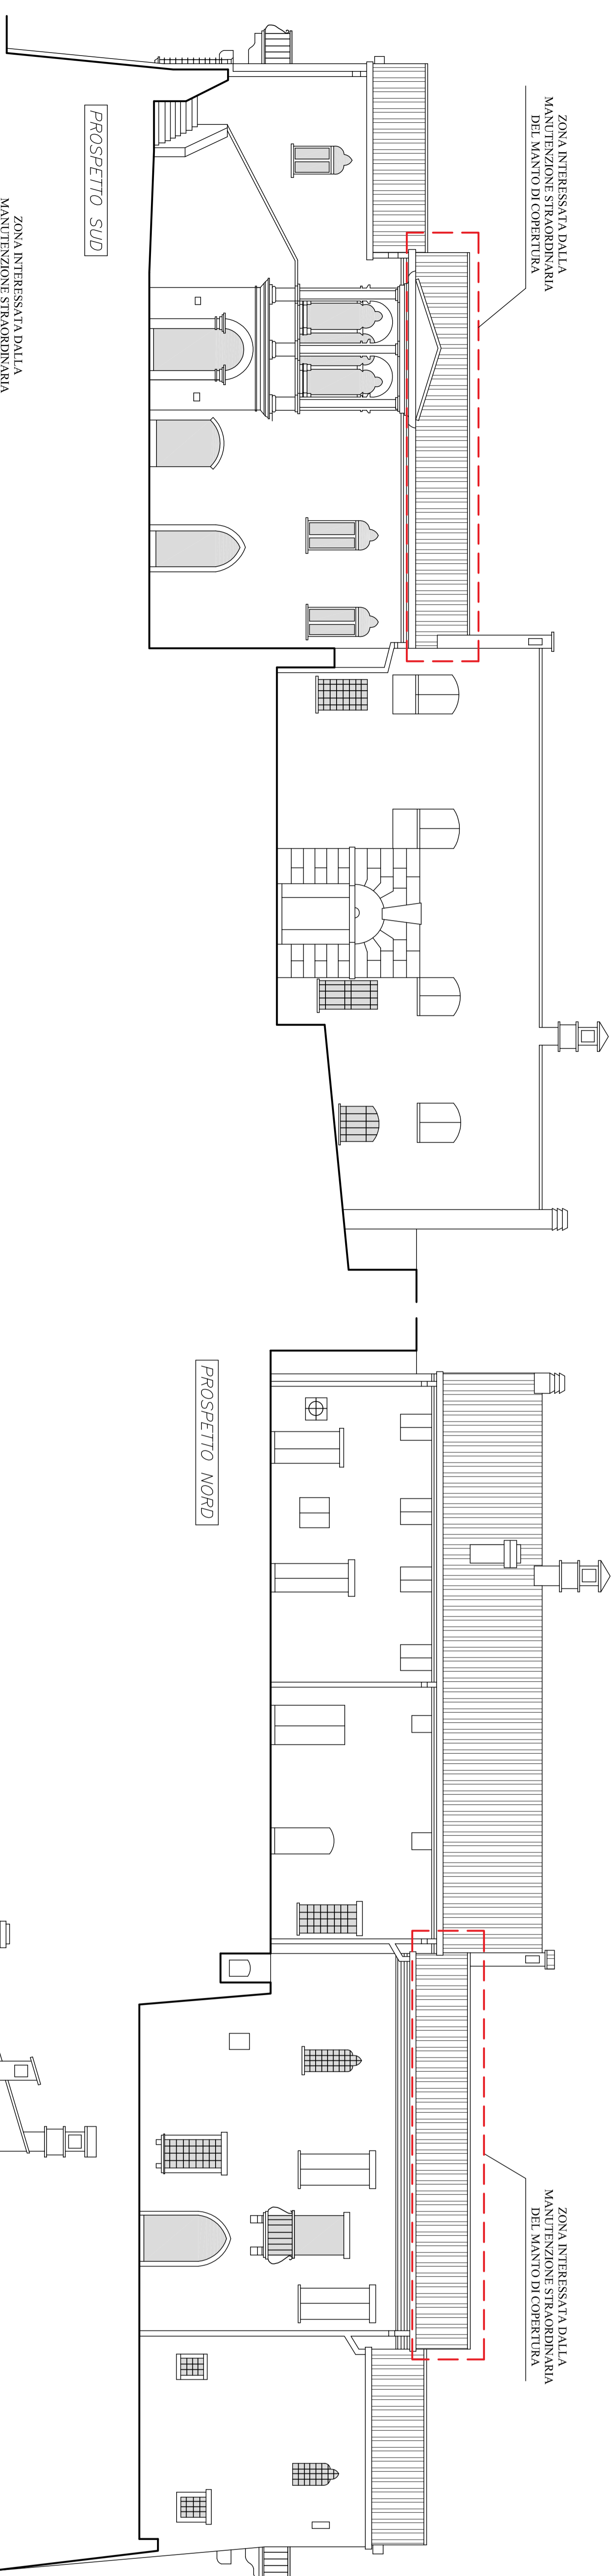 ZONA INTERESSATA DALLA
MANUTENZIONE STRAORDINARIA
DEL MANTO DI COPERTURA
PROSPETTO SUD
ZONA INTERESSATA DALLA
MANUTENZIONE STRAORDINARIA
PROSPETTO NORD
ZONA INTERESSATA DALLA
MANUTENZIONE STRAORDINARIA
DEL MANTO DI COPERTURA